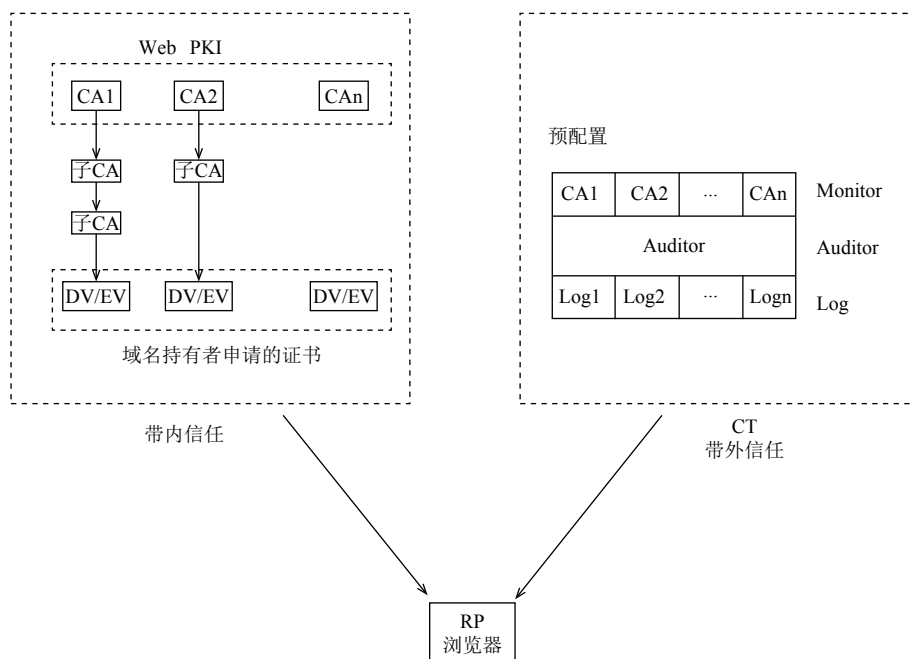 Web PKI
CA1 CA2 CAn
子CA 子CA
子CA
DV/EV DV/EV DV/EV
域名持有者申请的证书
带内信任
预配置
CA1 CA2 ... CAn Monitor
Auditor Auditor
Log1 Log2 ... Logn Log
CT
带外信任
RP
浏览器